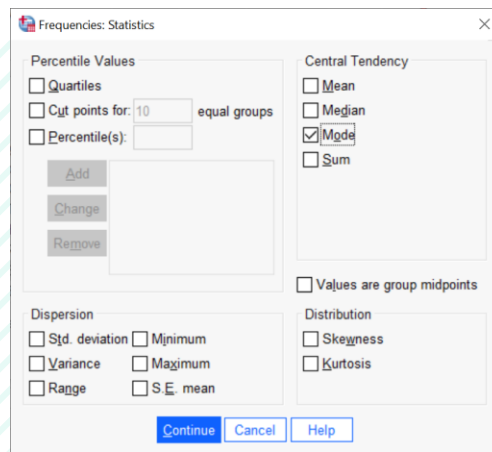 Frequencies: Statistics
Percentile Values
Quartiles
Cut points for: 10 equal groups
Percentile(s):
Add
Change
Remove
Central Tendency
Mean
Median
Mode
Sum
Values are group midpoints
Dispersion
Std. deviation Minimum
Variance Maximum
Range S.E. mean
Distribution
Skewness
Kurtosis
Continue Cancel Help